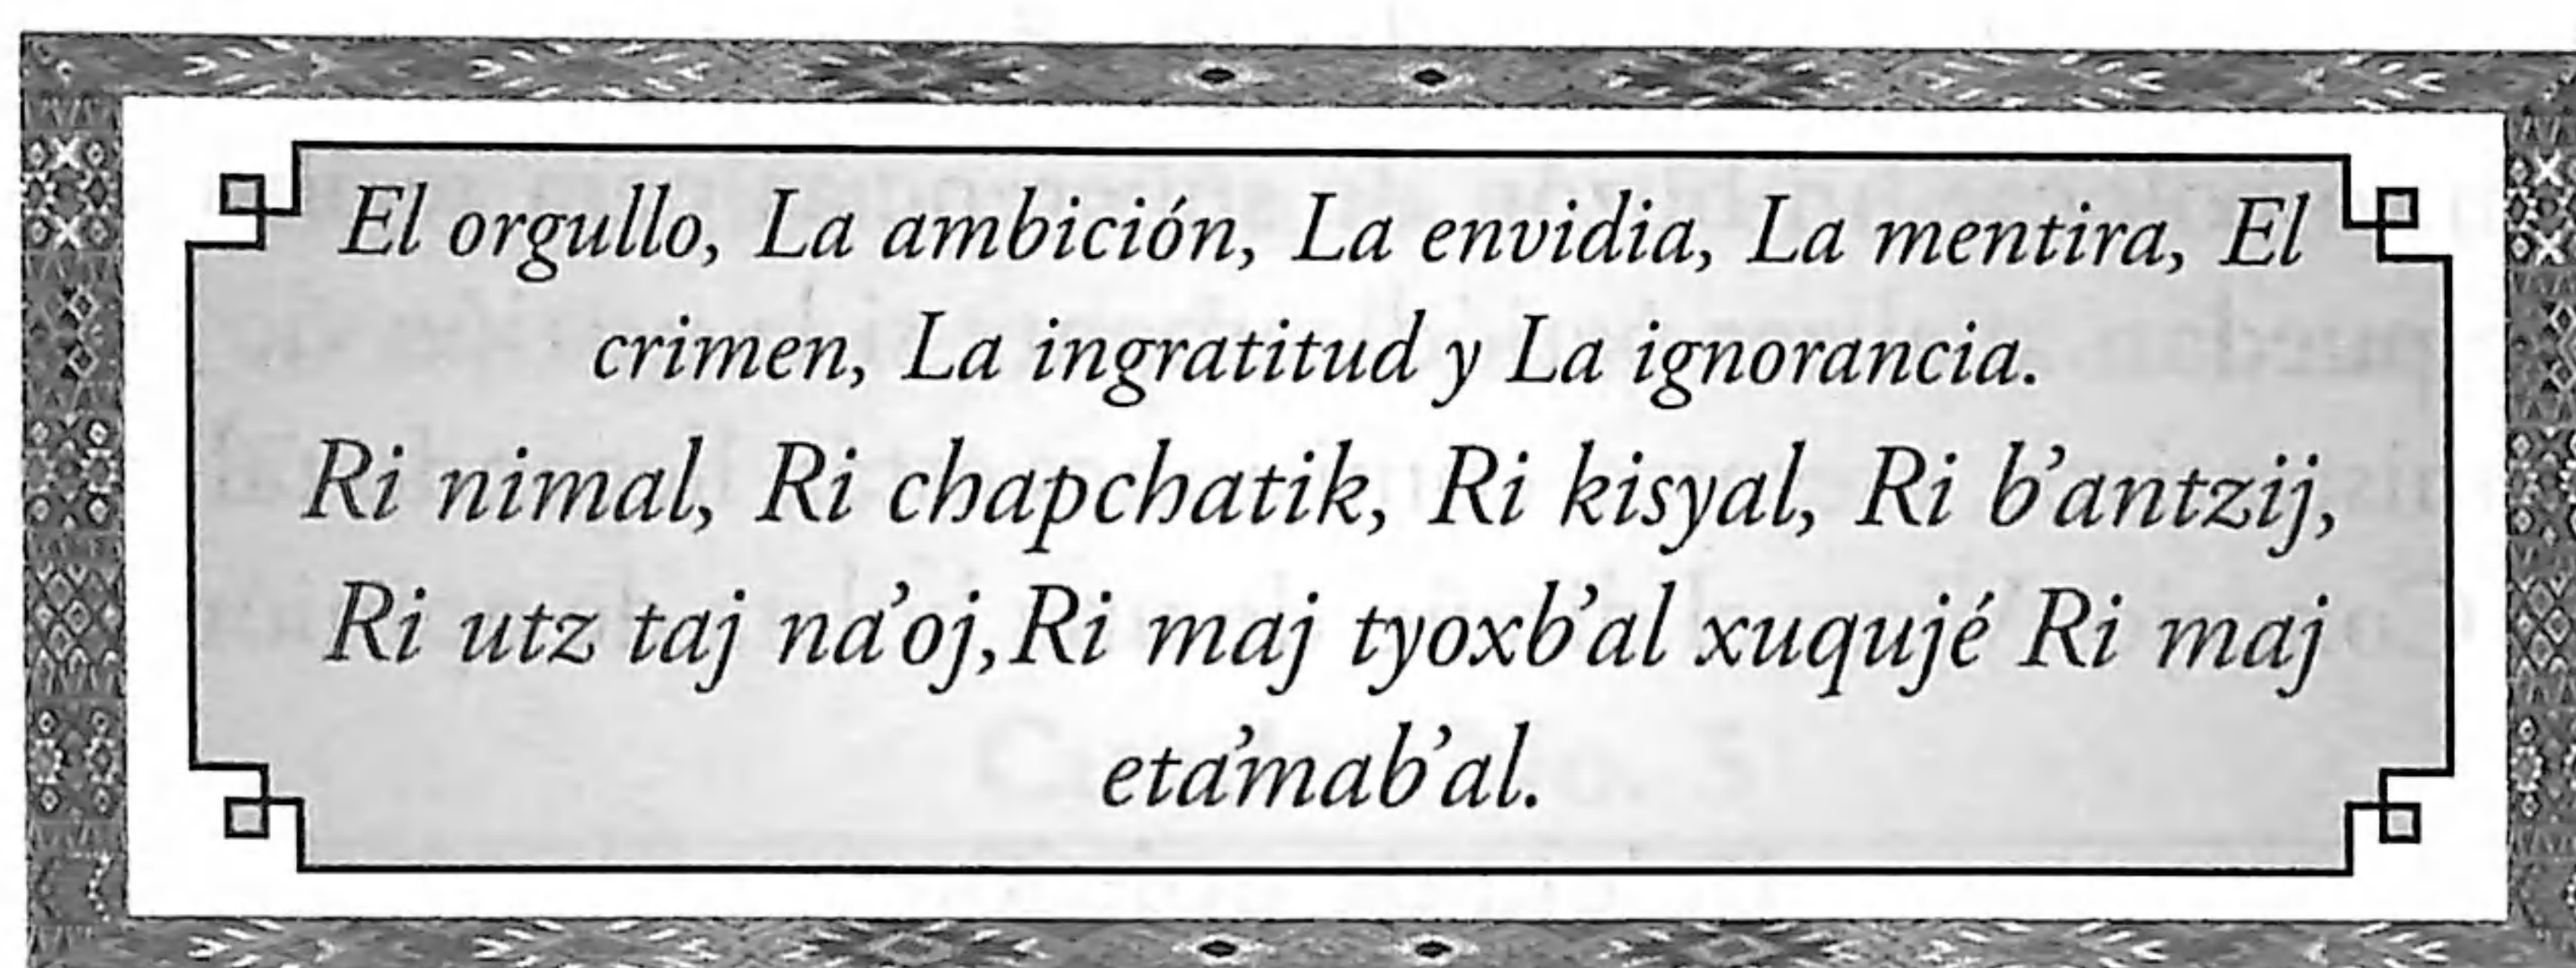 El orgullo, La ambición, La envidia, La mentira, El
crimen, La ingratitud y La ignorancia.
Ri nimal, Ri chapchatik, Ri kisyal, Ri b’antzij,
Ri utz taj na’oj,Ri maj tyoxb’al xuqujé Ri maj
eta’mab’al.